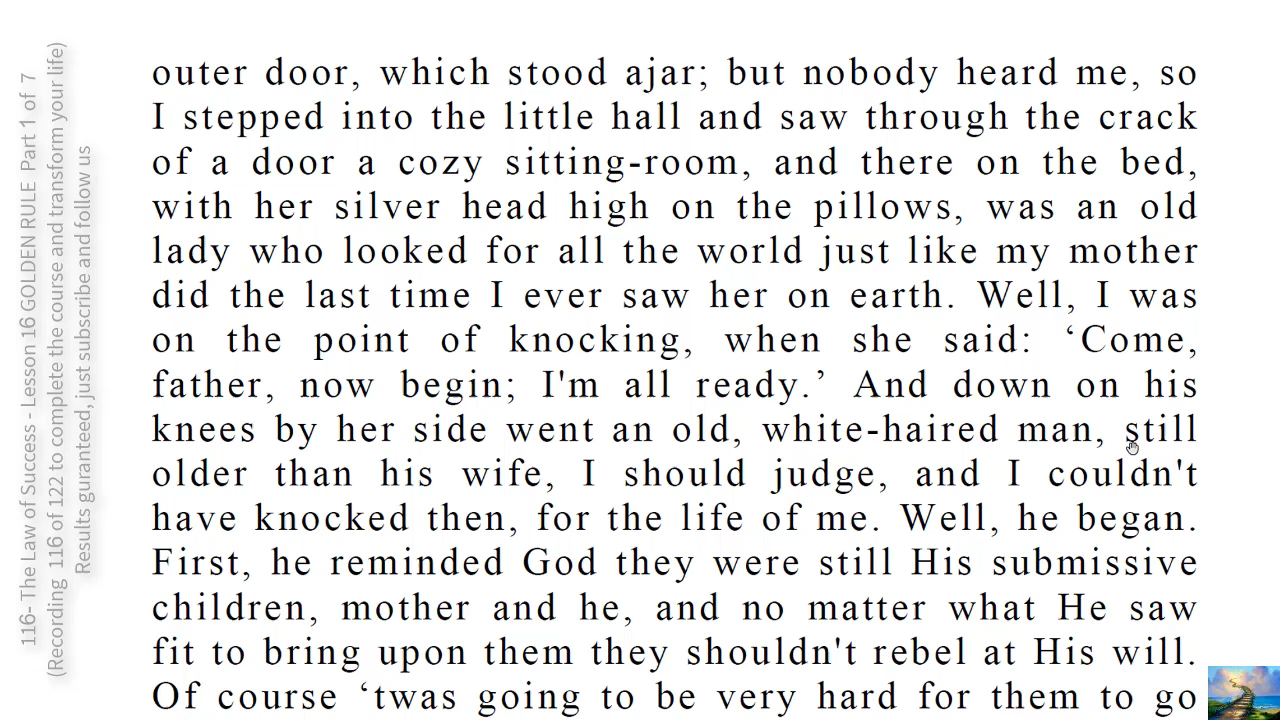 116- The Law of Success - Lesson 16 GOLDEN RULE Part 1 of 7
(Recording 116 of 122 to complete the course and transform your life)
Results guranteed, just subscribe and follow us
outer door, which stood ajar; but nobody heard me, so
I stepped into the little hall and saw through the crack
of a door a cozy sitting-room, and there on the bed,
with her silver head high on the pillows, was an old
lady who looked for all the world just like my mother
did the last time I ever saw her on earth. Well, I was
on the point of knocking, when she said: ‘Come,
father, now begin; I'm all ready.’ And down on his
knees by her side went an old, white-haired man, still
older than his wife, I should judge, and I couldn't
have knocked then, for the life of me. Well, he began.
First, he reminded God they were still His submissive
children, mother and he, and no matter what He saw
fit to bring upon them they shouldn't rebel at His will.
Of course ‘twas going to be very hard for them to go